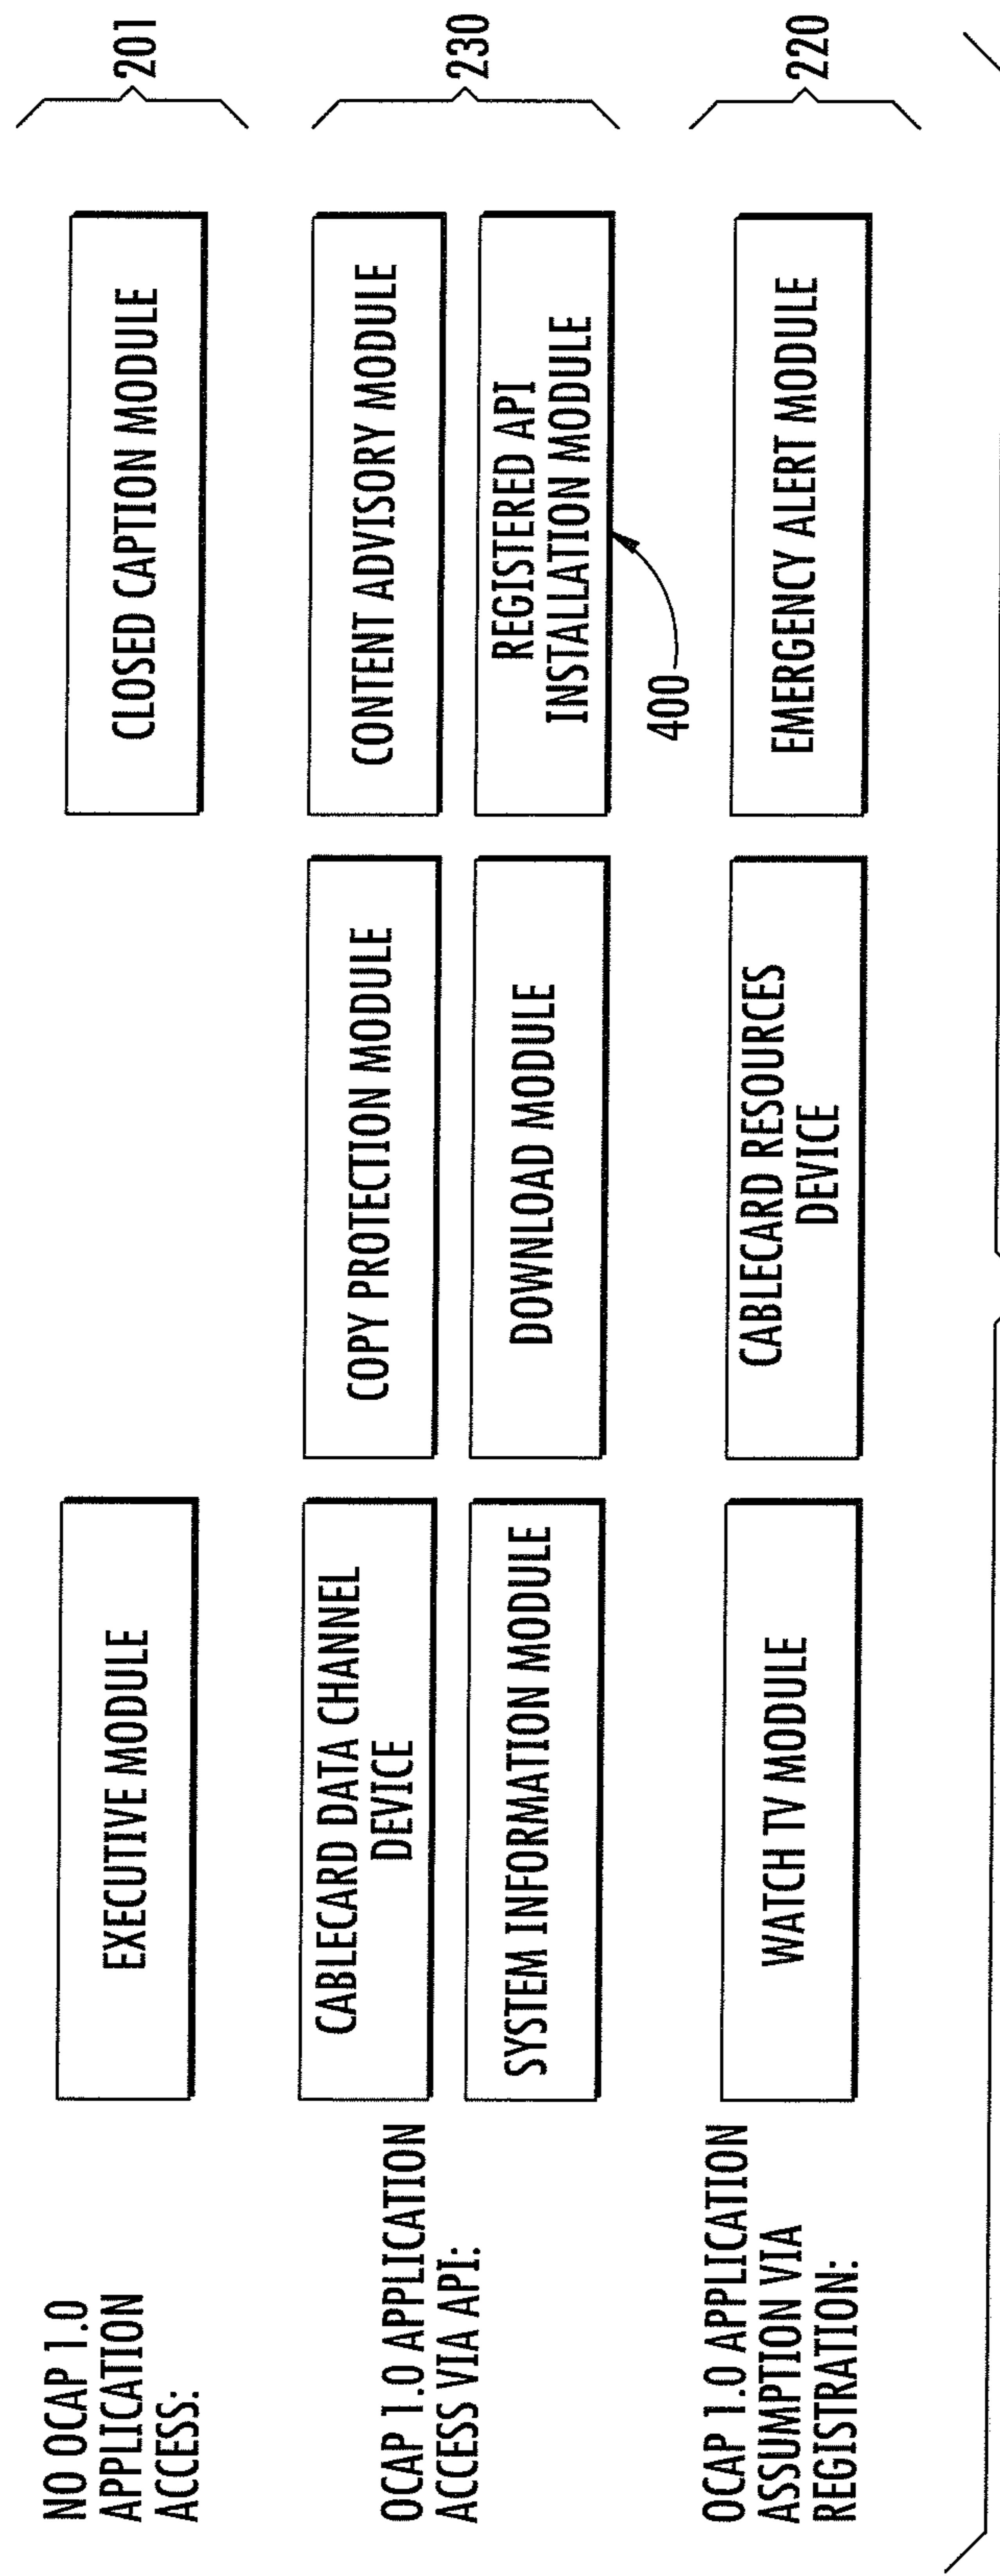 NO OCAP 1.0
APPLICATION
ACCESS:
EXECUTIVE MODULE
CLOSED CAPTION MODULE
201
OCAP 1.0 APPLICATION
ACCESS VIA API:
CABLECARD DATA CHANNEL
DEVICE
COPY PROTECTION MODULE
CONTENT ADVISORY MODULE
SYSTEM INFORMATION MODULE
DOWNLOAD MODULE
REGISTERED API
INSTALLATION MODULE
400
230
OCAP 1.0 APPLICATION
ASSUMPTION VIA
REGISTRATION:
WATCH TV MODULE
CABLECARD RESOURCES
DEVICE
EMERGENCY ALERT MODULE
220